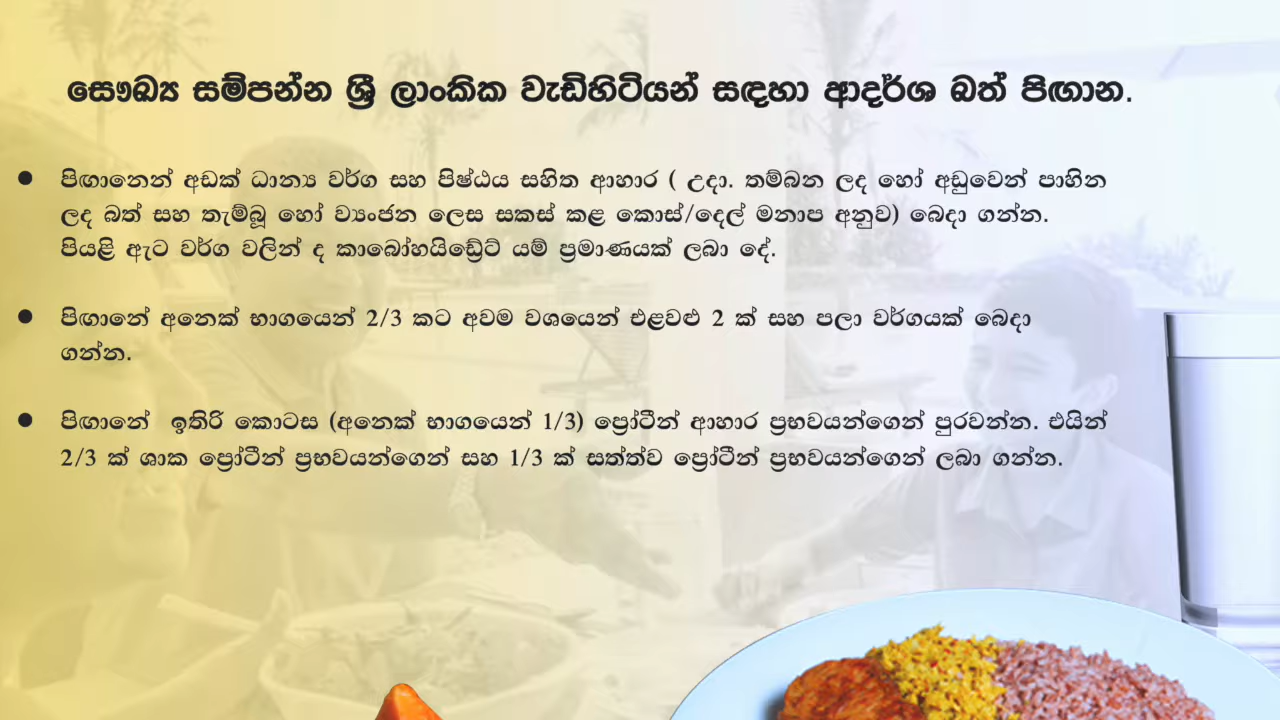 සෞඛ්‍ය සම්පන්න ශ්‍රී ලාංකික වැඩිහිටියන් සඳහා ආදර්ශ බත් පිඟාන.
● පිඟානෙන් අඩක් ධාන්‍ය වර්ග සහ පිෂ්ඨය සහිත ආහාර ( උදා. තම්බන ලද හෝ අඩුවෙන් පාහින
ලද බත් සහ තැම්බූ හෝ ව්‍යංජන ලෙස සකස් කළ කොස්/දෙල් මනාප අනුව) බෙදා ගන්න.
පියළි ඇට වර්ග වලින් ද කාබෝහයිඩ්‍රේට් යම් ප්‍රමාණයක් ලබා දේ.
● පිඟානේ අනෙක් භාගයෙන් 2/3 කට අවම වශයෙන් එළවළු 2 ක් සහ පලා වර්ගයක් බෙදා
ගන්න.
● පිඟානේ ඉතිරි කොටස (අනෙක් භාගයෙන් 1/3) ප්‍රෝටීන් ආහාර ප්‍රභවයන්ගෙන් පුරවන්න. එයින්
2/3 ක් ශාක ප්‍රෝටීන් ප්‍රභවයන්ගෙන් සහ 1/3 ක් සත්ත්ව ප්‍රෝටීන් ප්‍රභවයන්ගෙන් ලබා ගන්න.